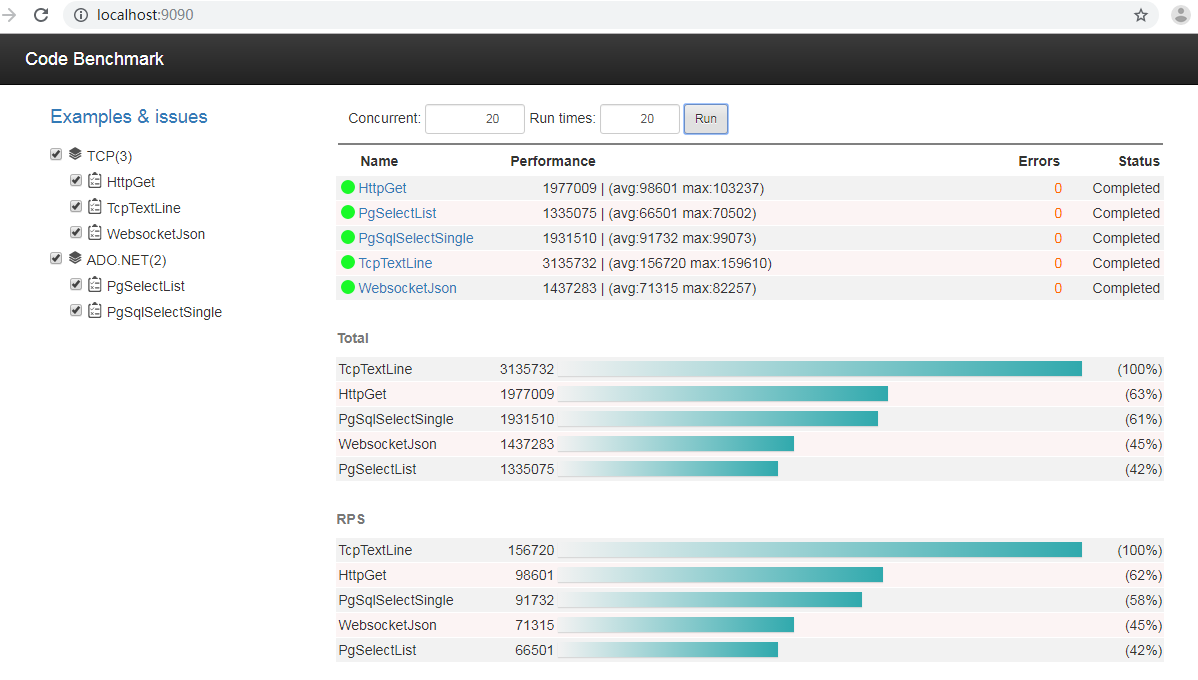 localhost:9090
Code Benchmark
Examples & issues
TCP(3)
HttpGet
TcpTextLine
WebsocketJson
ADO.NET(2)
PgSelectList
PgSqlSelectSingle
Concurrent: 20 Run times: 20 Run
Name Performance Errors Status
HttpGet 1977009 | (avg:98601 max:103237) 0 Completed
PgSelectList 1335075 | (avg:66501 max:70502) 0 Completed
PgSqlSelectSingle 1931510 | (avg:91732 max:99073) 0 Completed
TcpTextLine 3135732 | (avg:156720 max:159610) 0 Completed
WebsocketJson 1437283 | (avg:71315 max:82257) 0 Completed
Total
TcpTextLine 3135732 (100%)
HttpGet 1977009 (63%)
PgSqlSelectSingle 1931510 (61%)
WebsocketJson 1437283 (45%)
PgSelectList 1335075 (42%)
RPS
TcpTextLine 156720 (100%)
HttpGet 98601 (62%)
PgSqlSelectSingle 91732 (58%)
WebsocketJson 71315 (45%)
PgSelectList 66501 (42%)